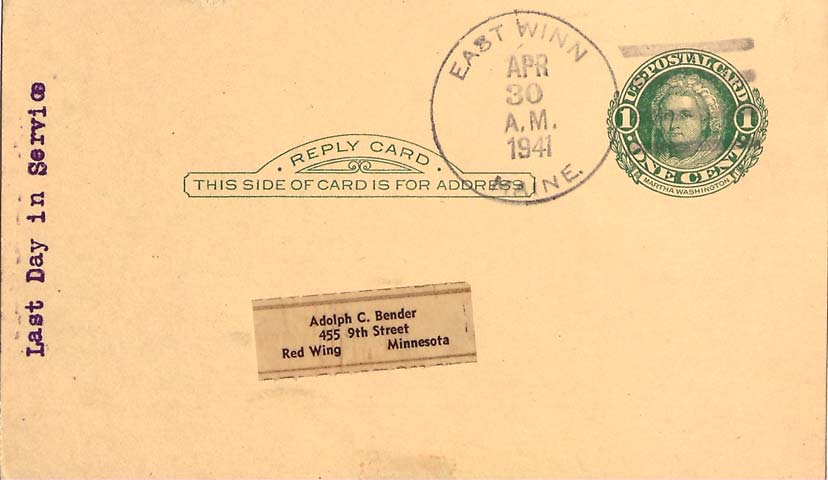 Last Day in Service
EAST WINN
APR
30
A.M.
1941
MAINE
U.S. POSTAL CARD
1 1
ONE CENT
MARTHA WASHINGTON
REPLY CARD
THIS SIDE OF CARD IS FOR ADDRESS
Adolph C. Bender
455 9th Street
Red Wing Minnesota